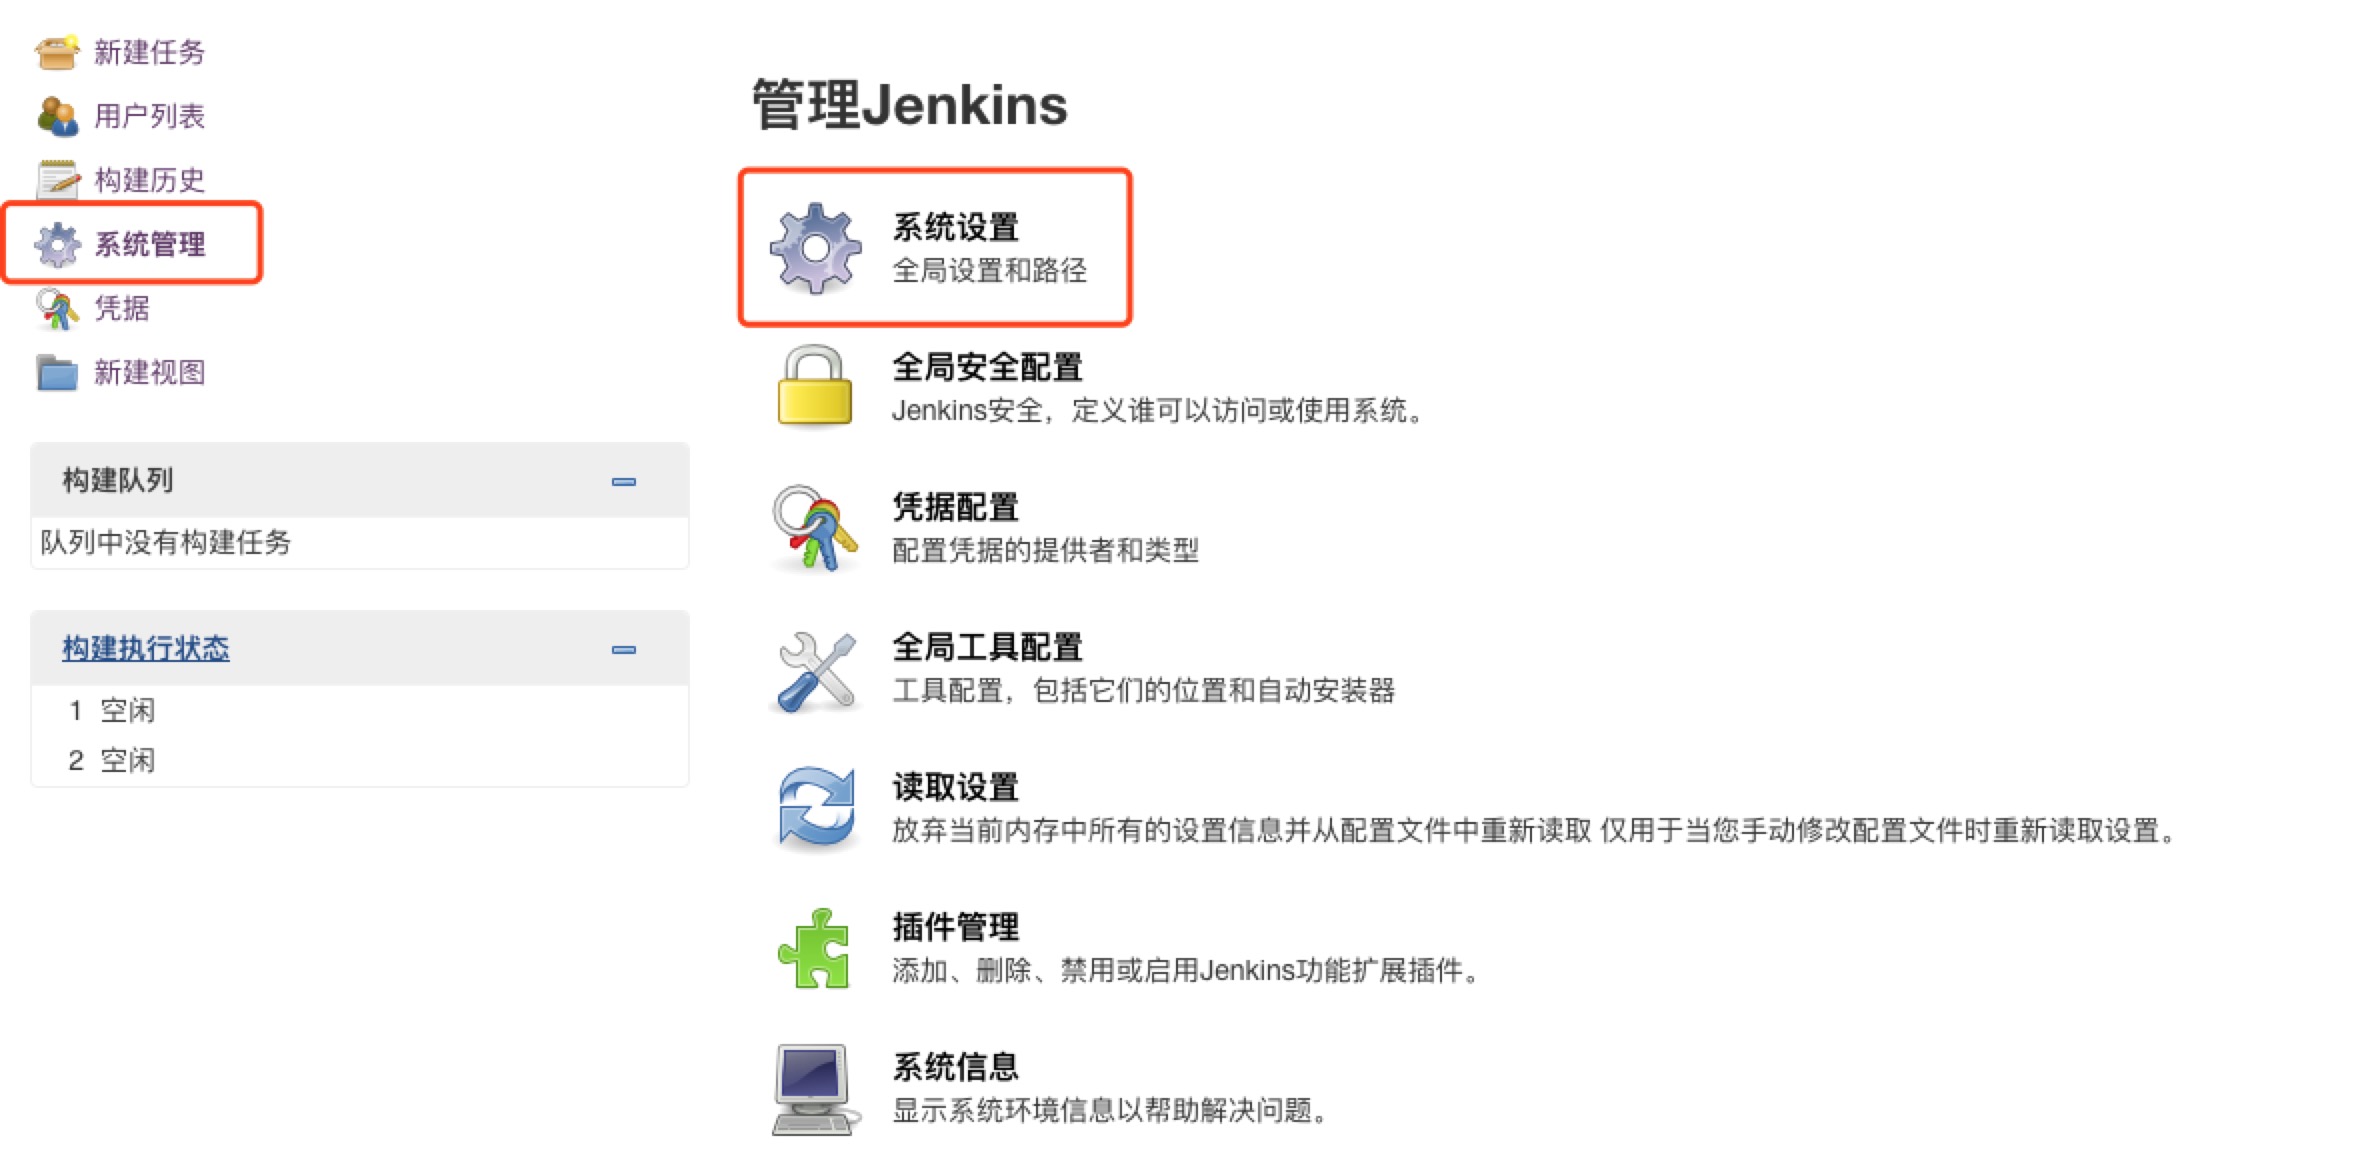 新建任务
用户列表
构建历史
系统管理
凭据
新建视图
构建队列
队列中没有构建任务
构建执行状态
1 空闲
2 空闲
管理Jenkins
系统设置
全局设置和路径
全局安全配置
Jenkins安全，定义谁可以访问或使用系统。
凭据配置
配置凭据的提供者和类型
全局工具配置
工具配置，包括它们的位置和自动安装器
读取设置
放弃当前内存中所有的设置信息并从配置文件中重新读取 仅用于当您手动修改配置文件时重新读取设置。
插件管理
添加、删除、禁用或启用Jenkins功能扩展插件。
系统信息
显示系统环境信息以帮助解决问题。